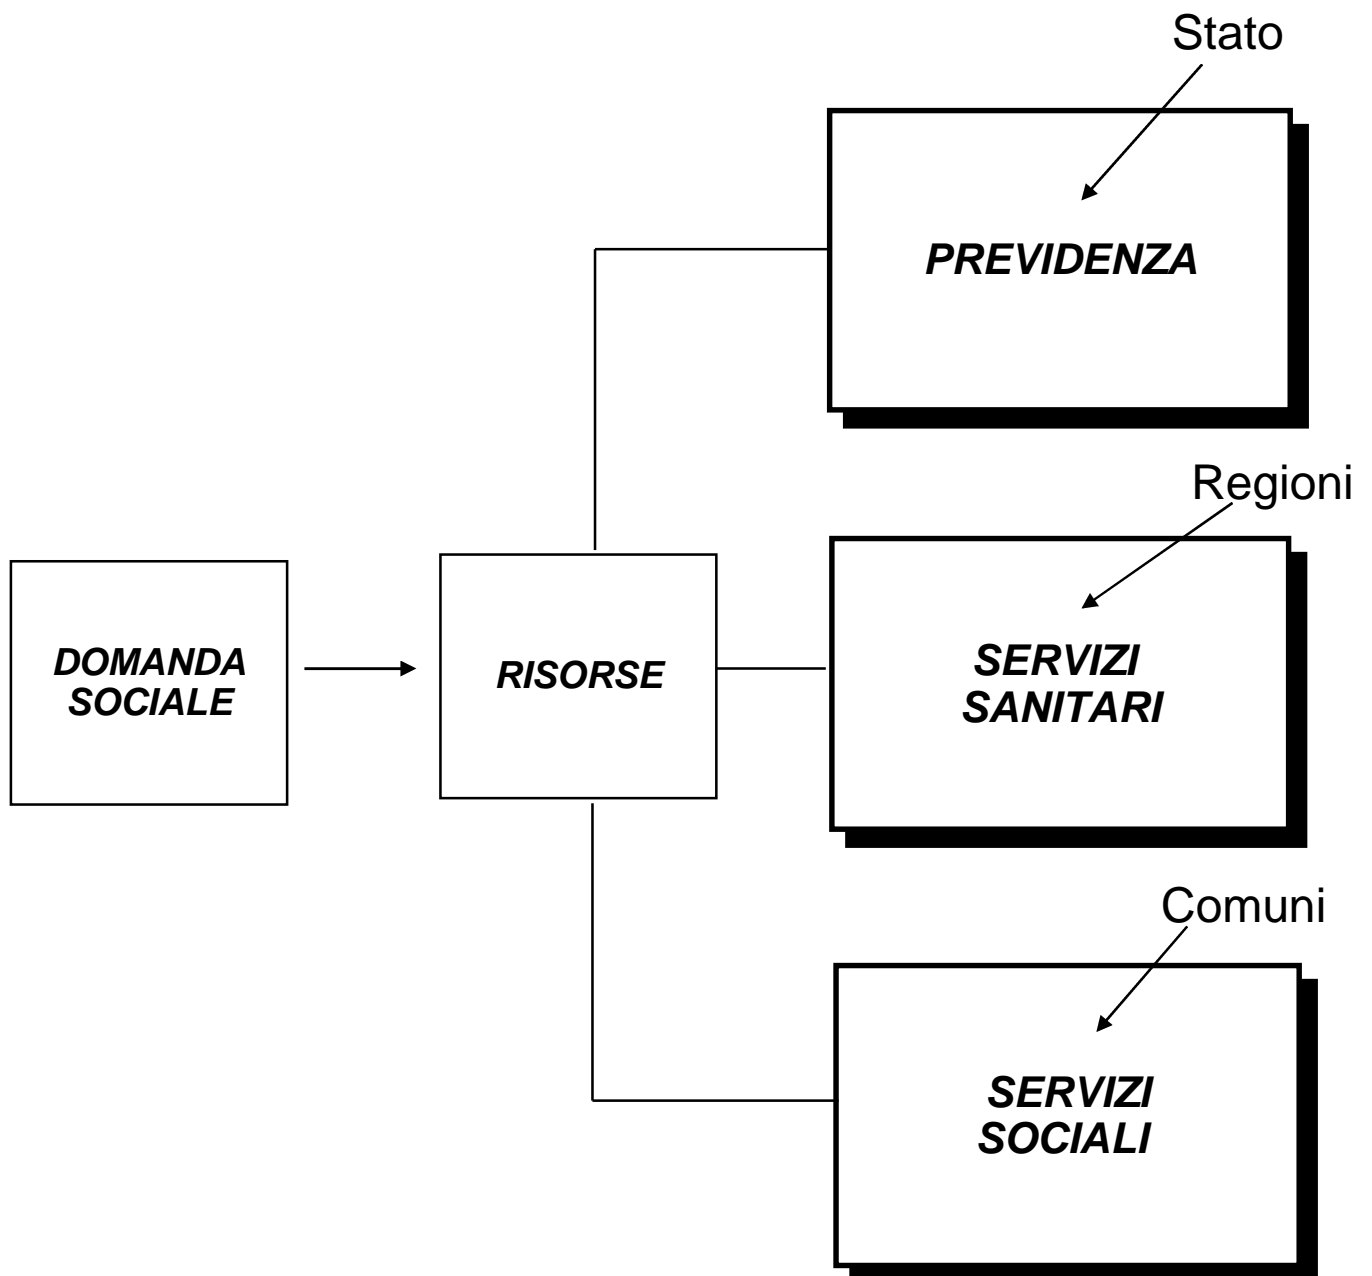 Stato
PREVIDENZA
Regioni
DOMANDA
SOCIALE
RISORSE
SERVIZI
SANITARI
Comuni
SERVIZI
SOCIALI